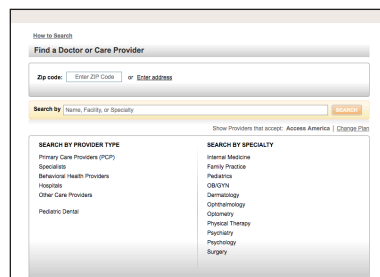 How to Search
Find a Doctor or Care Provider
Zip code: Enter ZIP Code or Enter address
Search by Name, Facility, or Specialty SEARCH
Show Providers that accept: Access America | Change Plan
SEARCH BY PROVIDER TYPE
Primary Care Providers (PCP)
Specialists
Behavioral Health Providers
Hospitals
Other Care Providers
Pediatric Dental
SEARCH BY SPECIALTY
Internal Medicine
Family Practice
Pediatrics
OB/GYN
Dermatology
Ophthalmology
Optometry
Physical Therapy
Psychiatry
Psychology
Surgery